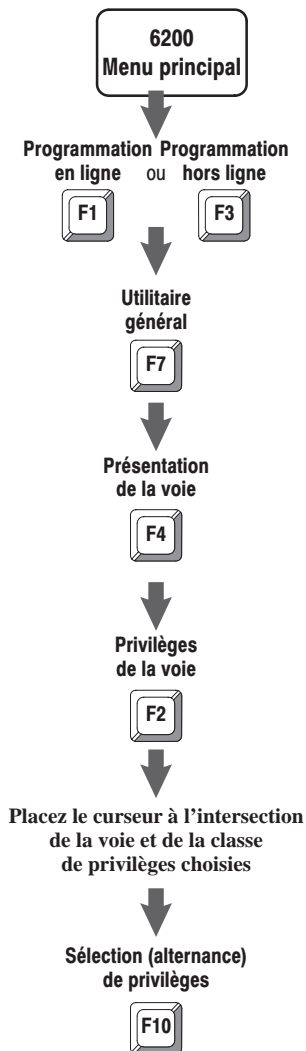 6200
Menu principal
Programmation Programmation
en ligne ou hors ligne
F1 F3
Utilitaire
général
F7
Présentation
de la voie
F4
Privilèges
de la voie
F2
Placez le curseur à l'intersection
de la voie et de la classe
de privilèges choisies
Sélection (alternance)
de privilèges
F10